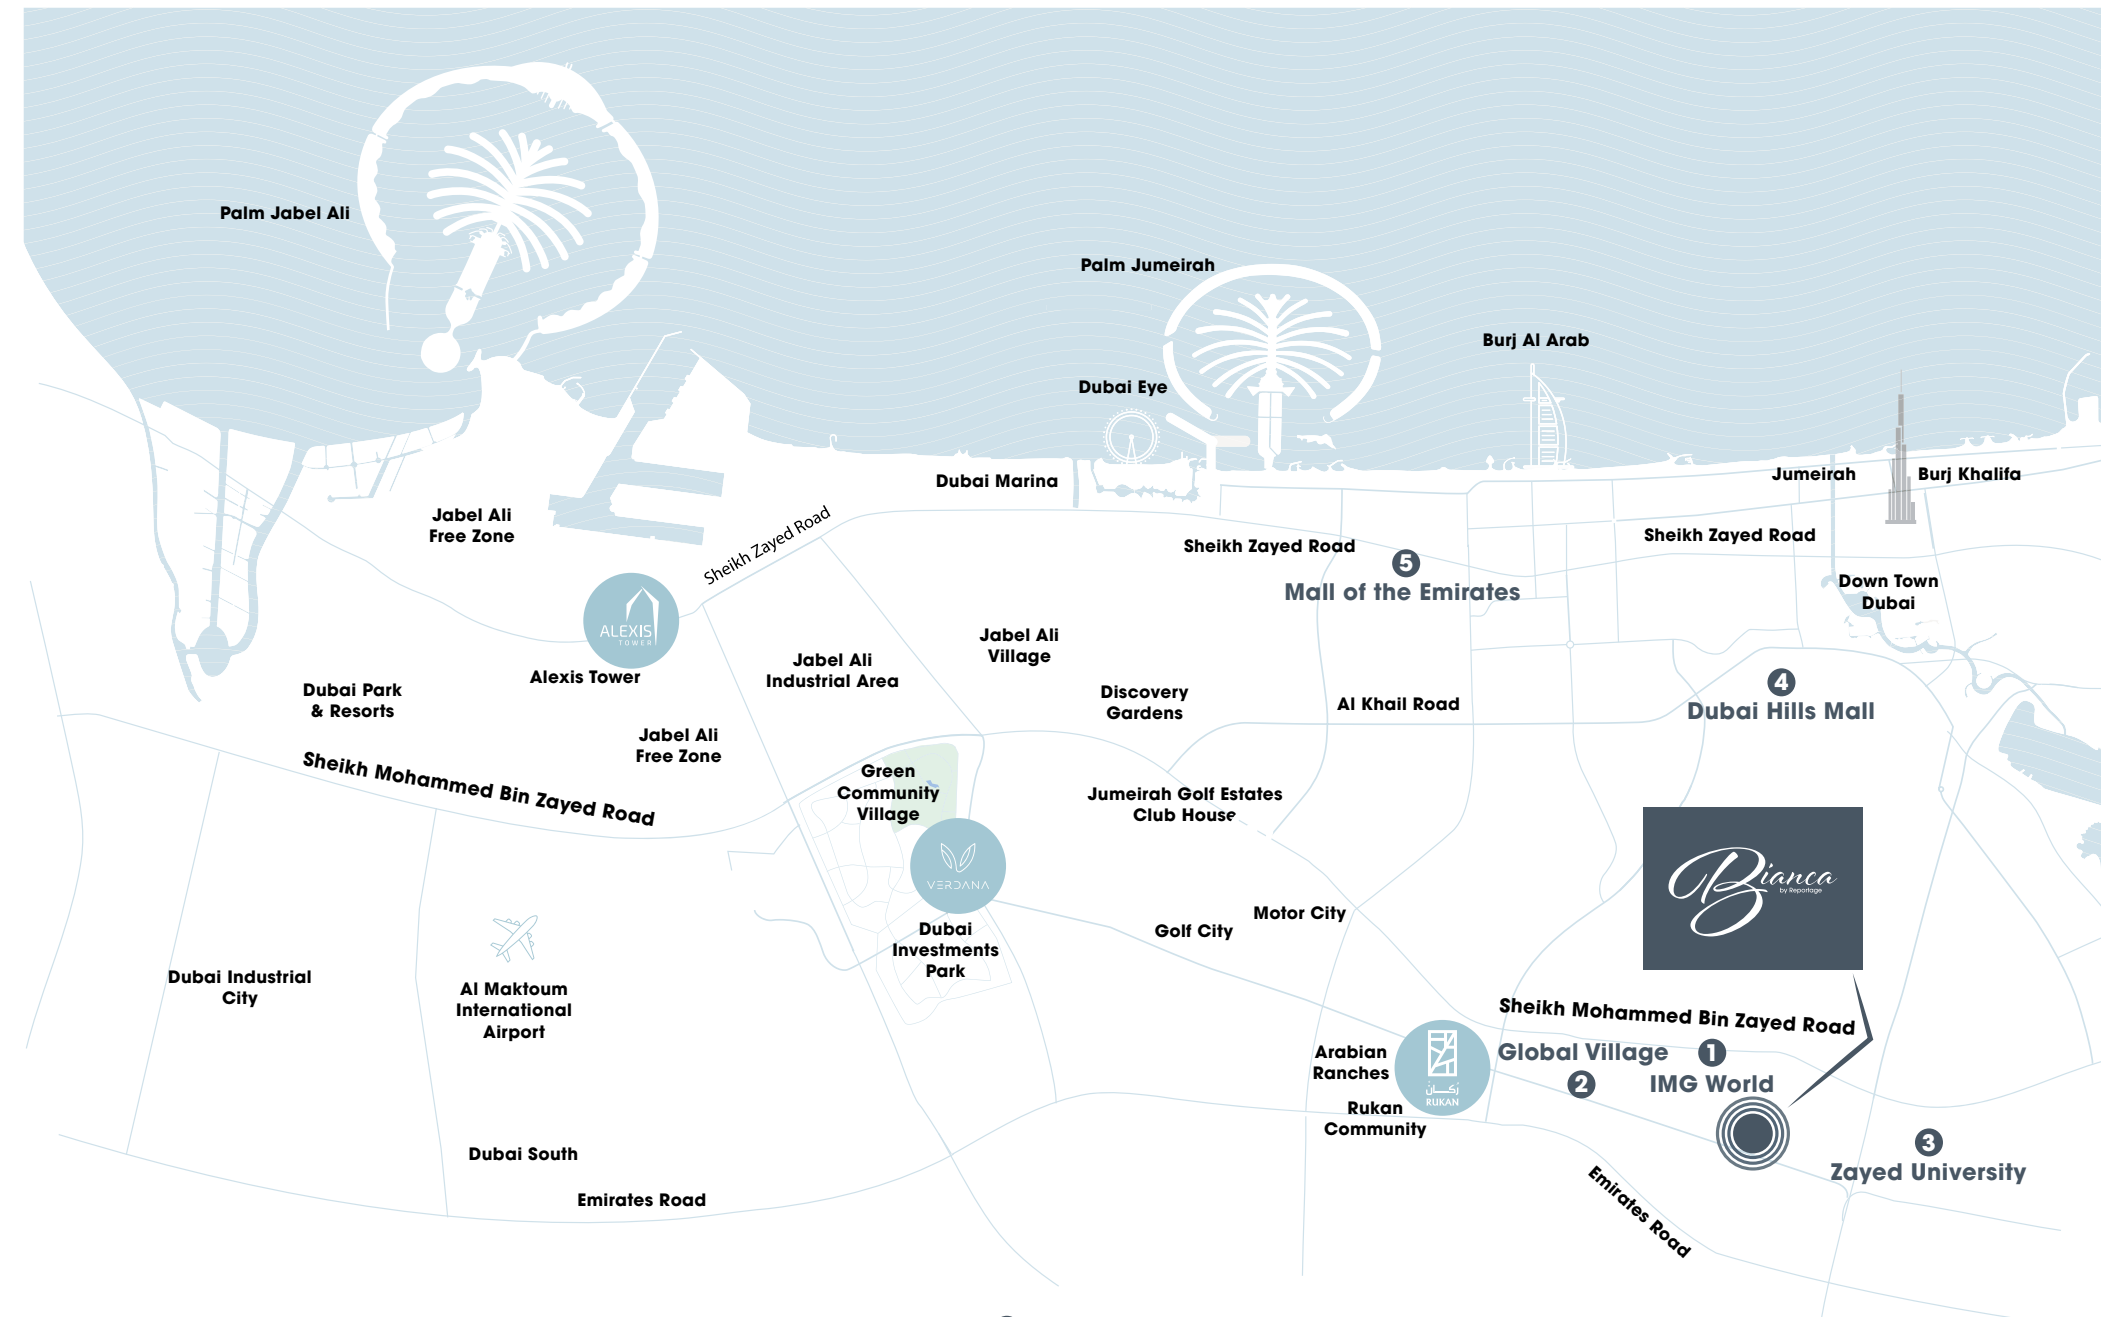 Palm Jabel Ali
Palm Jumeirah
Burj Al Arab
Dubai Eye
Dubai Marina
Jumeirah
Burj Khalifa
Jabel Ali
Free Zone
Sheikh Zayed Road
Sheikh Zayed Road
Sheikh Zayed Road
5
Mall of the Emirates
Down Town
Dubai
ALEXIS
TOWER
Alexis Tower
Jabel Ali
Village
Jabel Ali
Industrial Area
Dubai Park
& Resorts
Discovery
Gardens
Al Khail Road
4
Dubai Hills Mall
Jabel Ali
Free Zone
Sheikh Mohammed Bin Zayed Road
Green
Community
Village
Jumeirah Golf Estates
Club House
VERDANA
Bianca
by Reportage
Dubai
Investments
Park
Golf City
Motor City
Dubai Industrial
City
Al Maktoum
International
Airport
Sheikh Mohammed Bin Zayed Road
Arabian
Ranches
ركــان
RUKAN
Global Village
2
1
IMG World
Rukan
Community
3
Zayed University
Dubai South
Emirates Road
Emirates Road